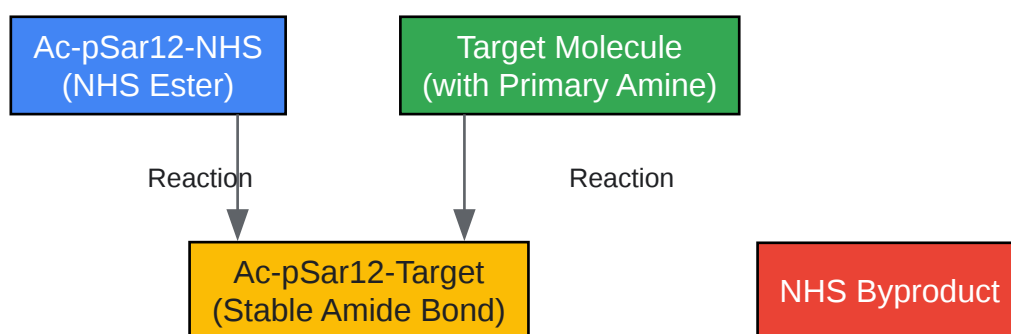 Ac-pSar12-NHS
(NHS Ester)
Target Molecule
(with Primary Amine)
Reaction
Reaction
Ac-pSar12-Target
(Stable Amide Bond)
NHS Byproduct